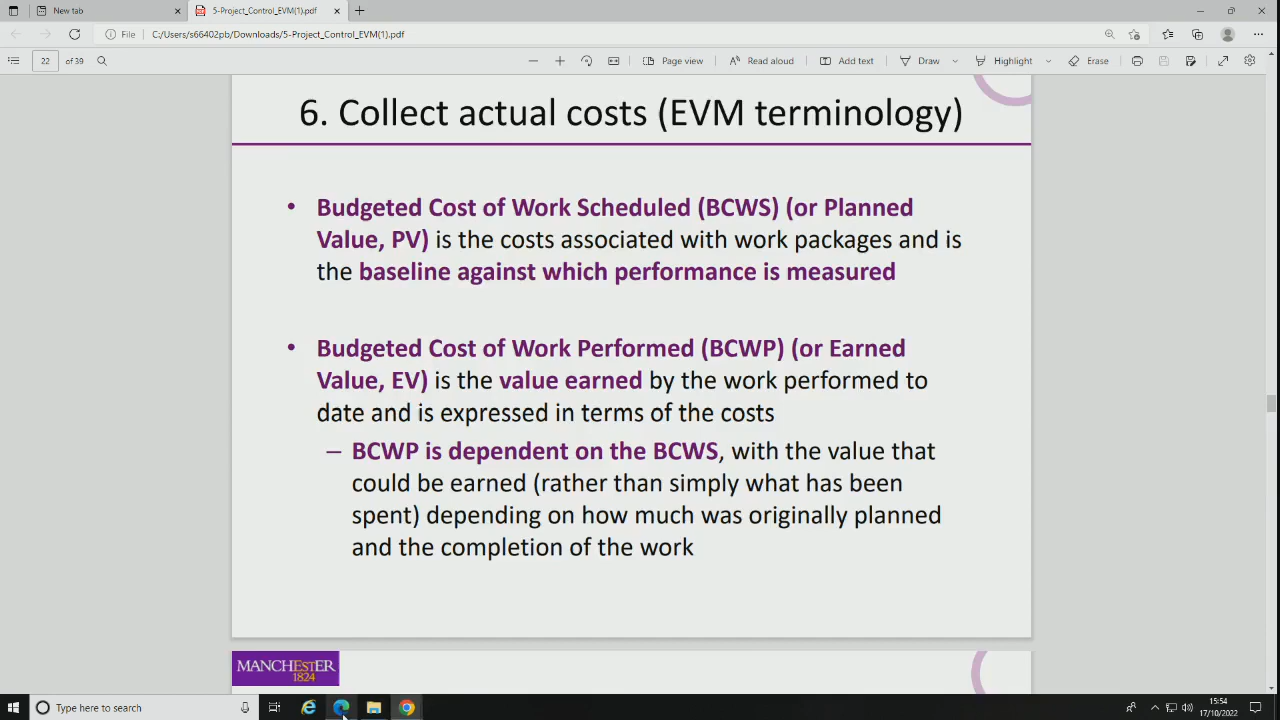 New tab
5-Project_Control_EVM(1).pdf
File
C:/Users/s66402pb/Downloads/5-Project_Control_EVM(1).pdf
22 of 39
Page view
Read aloud
Add text
Draw
Highlight
Erase
6. Collect actual costs (EVM terminology)
• Budgeted Cost of Work Scheduled (BCWS) (or Planned
Value, PV) is the costs associated with work packages and is
the baseline against which performance is measured
• Budgeted Cost of Work Performed (BCWP) (or Earned
Value, EV) is the value earned by the work performed to
date and is expressed in terms of the costs
– BCWP is dependent on the BCWS, with the value that
could be earned (rather than simply what has been
spent) depending on how much was originally planned
and the completion of the work
MANCHESTER
1824
Type here to search
15:54
17/10/2022